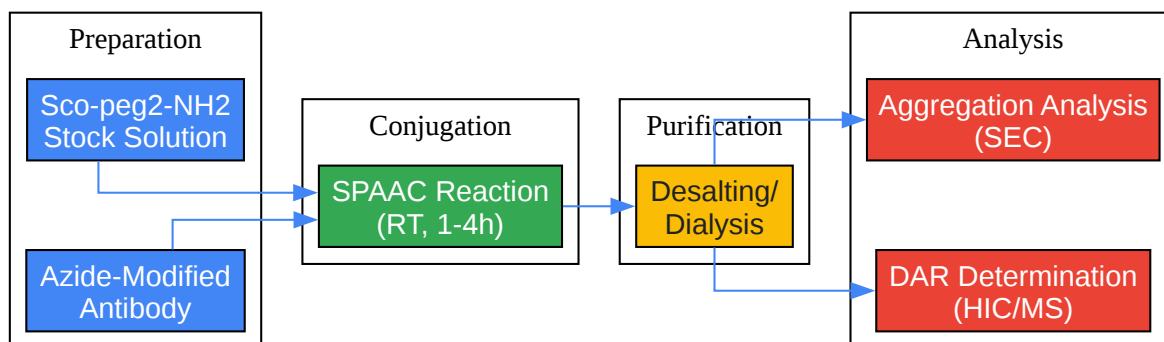 Preparation
Sco-peg2-NH2
Stock Solution
Azide-Modified
Antibody
Conjugation
SPAAC Reaction
(RT, 1-4h)
Purification
Desalting/
Dialysis
Analysis
Aggregation Analysis
(SEC)
DAR Determination
(HIC/MS)